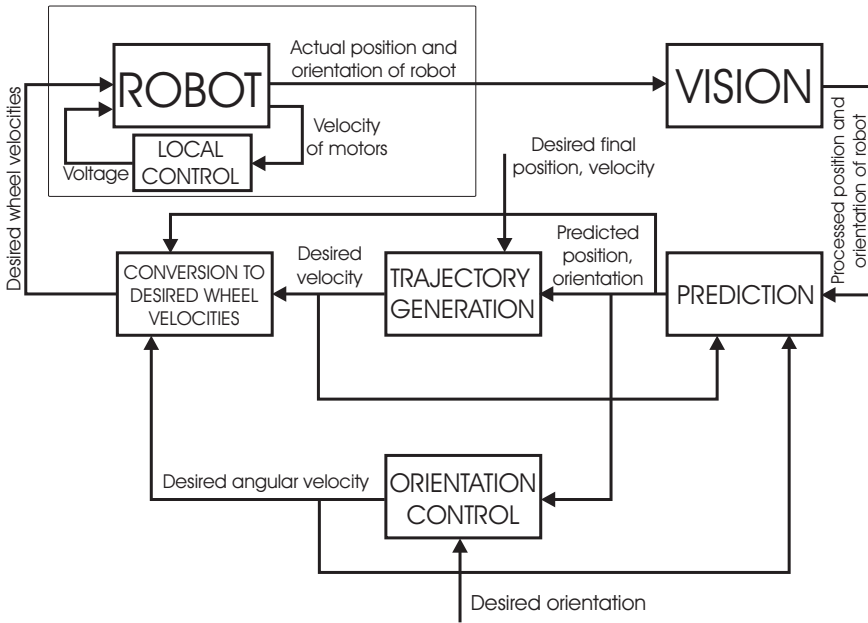 Actual position and
orientation of robot
ROBOT
VISION
Desired wheel velocities
Velocity
of motors
LOCAL
CONTROL
Voltage
Desired final
position, velocity
Processed position and
orientation of robot
CONVERSION TO
DESIRED WHEEL
VELOCITIES
Desired
velocity
TRAJECTORY
GENERATION
Predicted
position,
orientation
PREDICTION
Desired angular velocity
ORIENTATION
CONTROL
Desired orientation